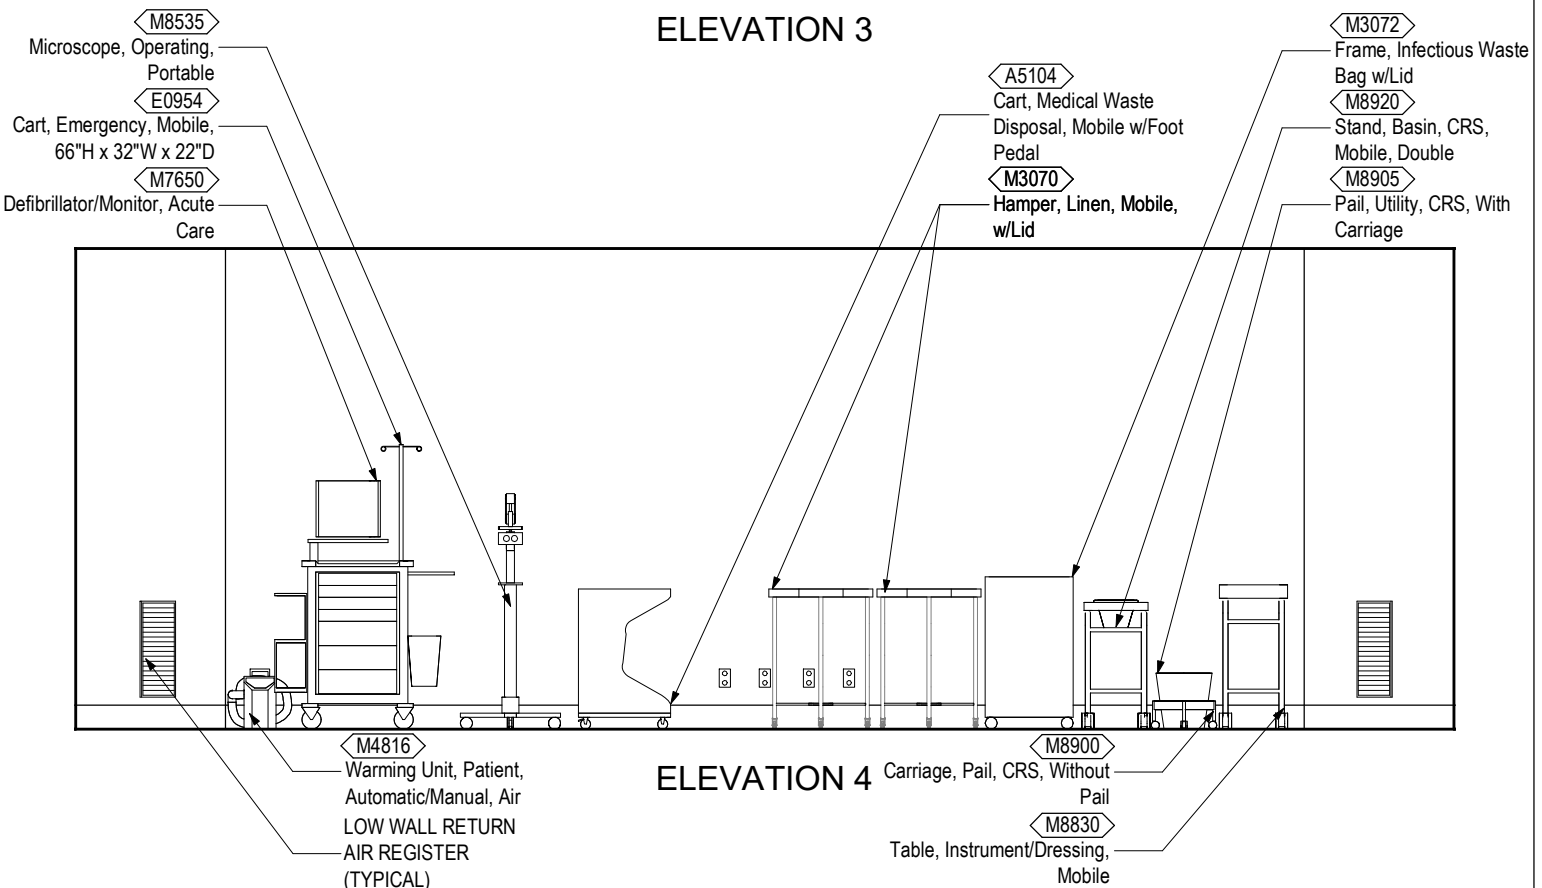 ELEVATION 3
M8535
Microscope, Operating,
Portable
E0954
Cart, Emergency, Mobile,
66"H x 32"W x 22"D
M7650
Defibrillator/Monitor, Acute
Care
A5104
Cart, Medical Waste
Disposal, Mobile w/Foot
Pedal
M3070
Hamper, Linen, Mobile,
w/Lid
M3072
Frame, Infectious Waste
Bag w/Lid
M8920
Stand, Basin, CRS,
Mobile, Double
M8905
Pail, Utility, CRS, With
Carriage
M4816
Warming Unit, Patient,
Automatic/Manual, Air
LOW WALL RETURN
AIR REGISTER
(TYPICAL)
ELEVATION 4
M8900
Carriage, Pail, CRS, Without
Pail
M8830
Table, Instrument/Dressing,
Mobile